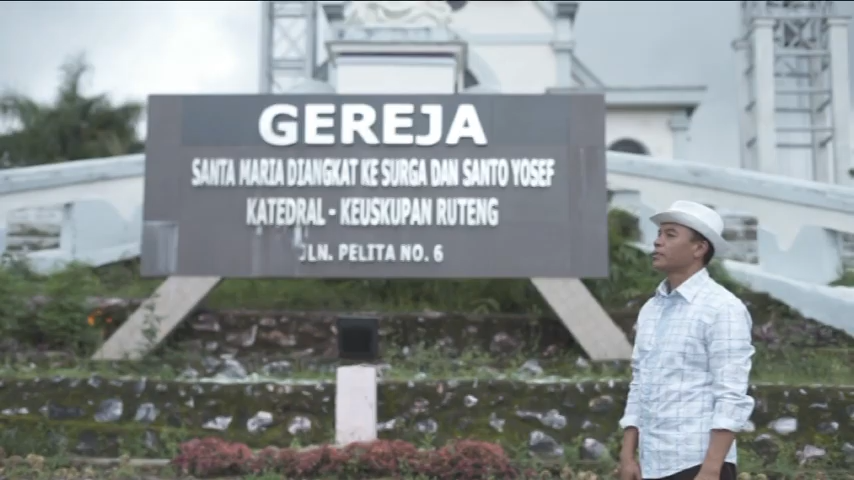 GEREJA
SANTA MARIA DIANGKAT KE SURGA DAN SANTO YOSEF
KATEDRAL - KEUSKUPAN RUTENG
JLN. PELITA NO. 6